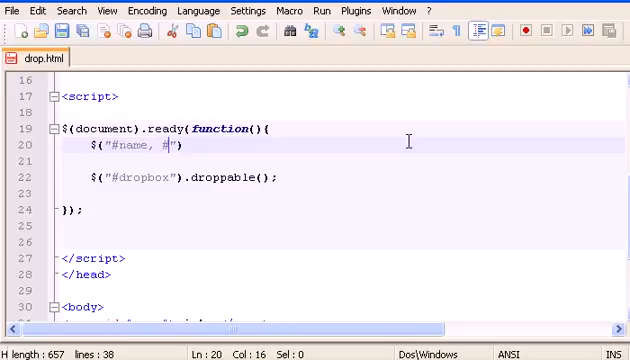 File Edit Search View Encoding Language Settings Macro Run Plugins Window ?
drop.html
16
17 <script>
18
19 $(document).ready(function(){
20 $("#name, #")
21
22 $("#dropbox").droppable();
23
24 });
25
26
27 </script>
28 </head>
29
30 <body>
H length : 657 lines : 38 Ln : 20 Col : 16 Sel : 0 Dos\Windows ANSI INS